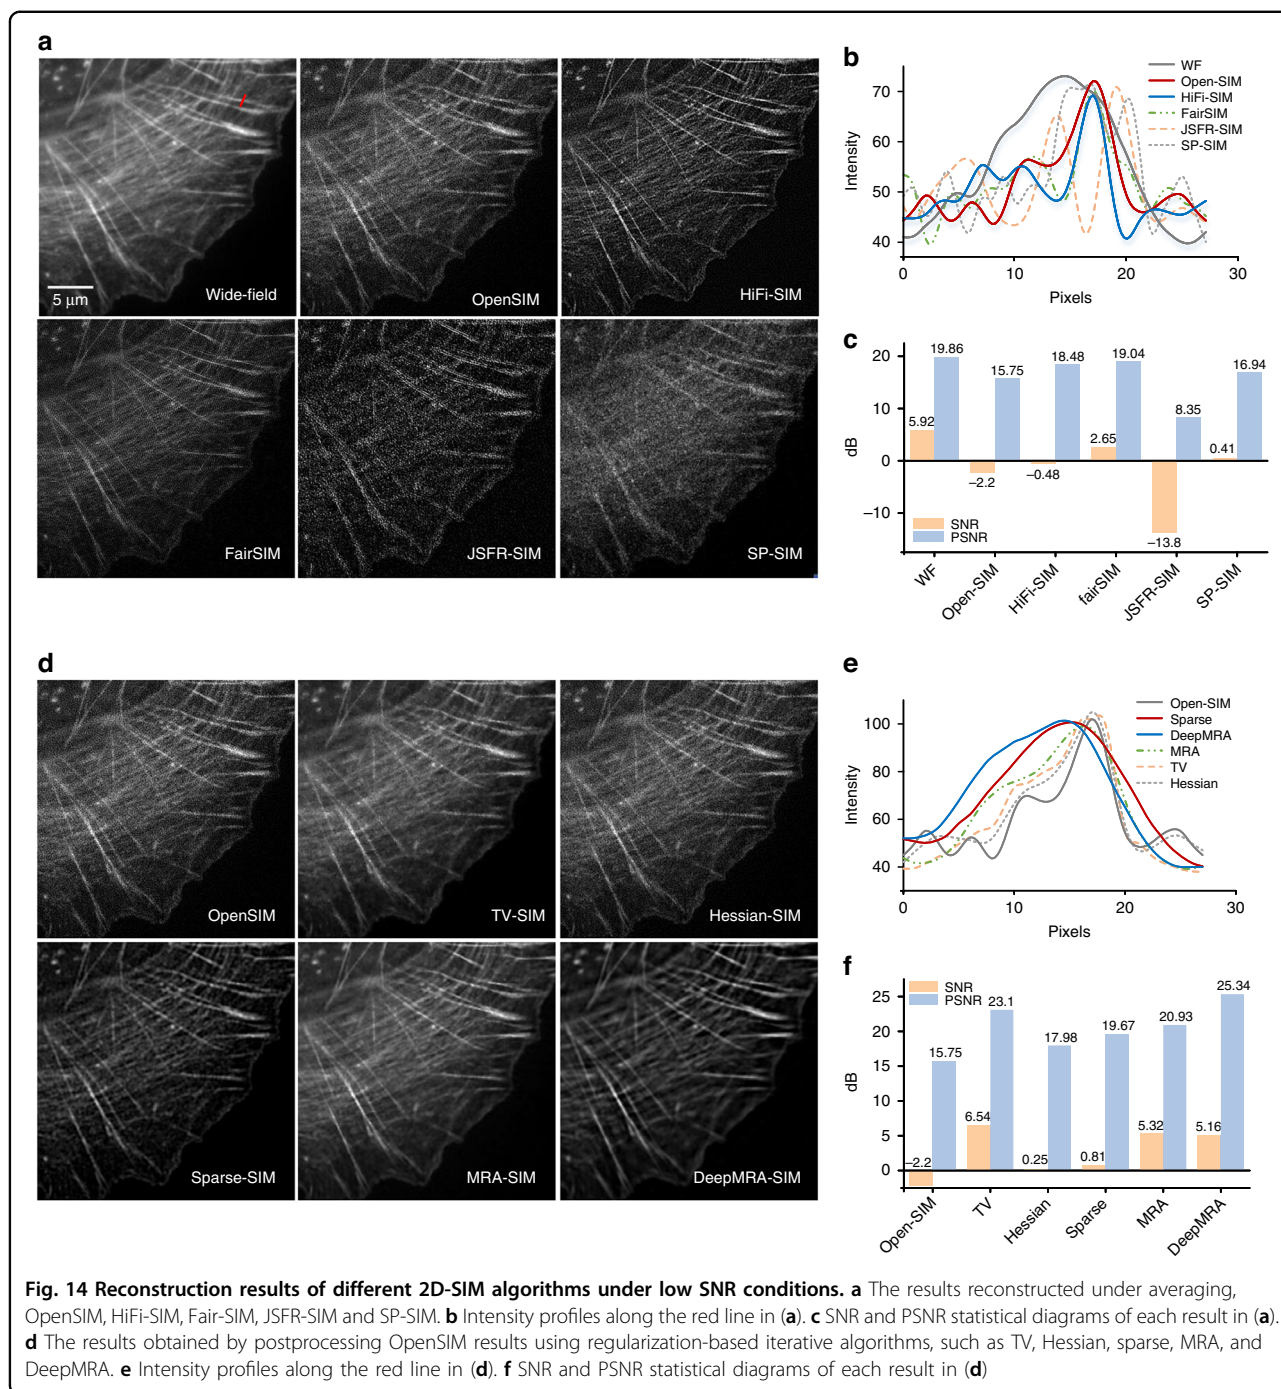 a
Wide-field
5 μm
OpenSIM
HiFi-SIM
FairSIM
JSFR-SIM
SP-SIM
b
WF
Open-SIM
HiFi-SIM
FairSIM
JSFR-SIM
SP-SIM
70
60
50
40
Intensity
0 10 20 30
Pixels
c
20
10
0
−10
dB
19.86
5.92
15.75
−2.2
18.48
−0.48
19.04
2.65
8.35
−13.8
16.94
0.41
SNR
PSNR
WF
Open-SIM
HiFi-SIM
fairSIM
JSFR-SIM
SP-SIM
d
OpenSIM
TV-SIM
Hessian-SIM
Sparse-SIM
MRA-SIM
DeepMRA-SIM
e
Open-SIM
Sparse
DeepMRA
MRA
TV
Hessian
100
80
60
40
Intensity
0 10 20 30
Pixels
f
SNR
PSNR
25
20
15
10
5
0
dB
15.75
−2.2
23.1
6.54
17.98
0.25
19.67
0.81
20.93
5.32
25.34
5.16
Open-SIM
TV
Hessian
Sparse
MRA
DeepMRA
Fig. 14 Reconstruction results of different 2D-SIM algorithms under low SNR conditions. a The results reconstructed under averaging,
OpenSIM, HiFi-SIM, Fair-SIM, JSFR-SIM and SP-SIM. b Intensity profiles along the red line in (a). c SNR and PSNR statistical diagrams of each result in (a).
d The results obtained by postprocessing OpenSIM results using regularization-based iterative algorithms, such as TV, Hessian, sparse, MRA, and
DeepMRA. e Intensity profiles along the red line in (d). f SNR and PSNR statistical diagrams of each result in (d)